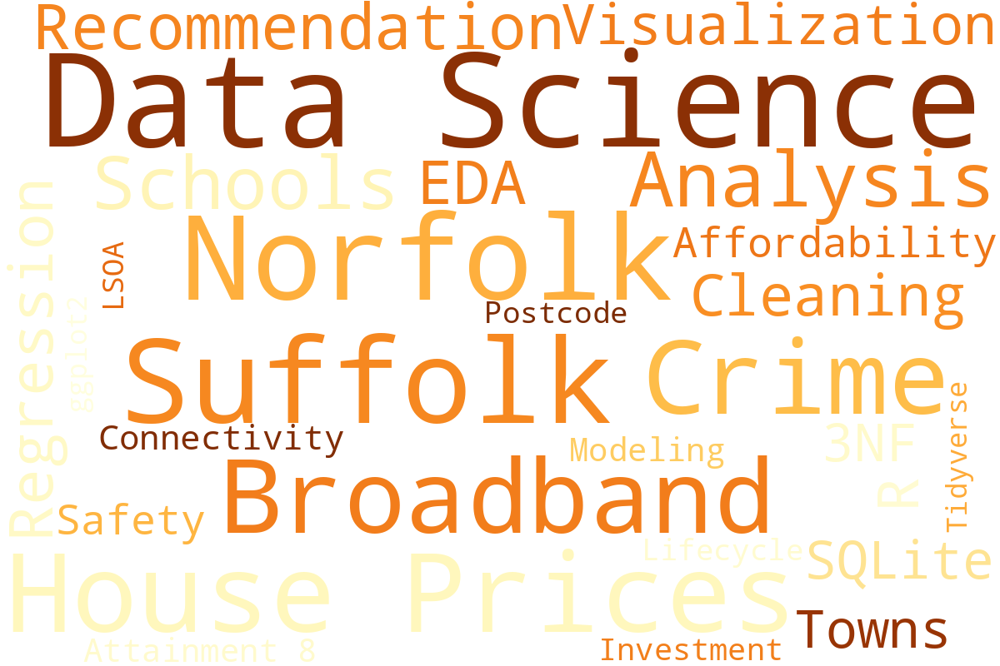 Recommendation
Visualization
Data Science
Schools
EDA
Analysis
Regression
LSOA
Norfolk
Affordability
Cleaning
ggplot2
Postcode
Suffolk
Crime
Connectivity
Modeling
3NF
Tidyverse
Broadband
R
Safety
Lifecycle
SQLite
House Prices
Towns
Attainment 8
Investment